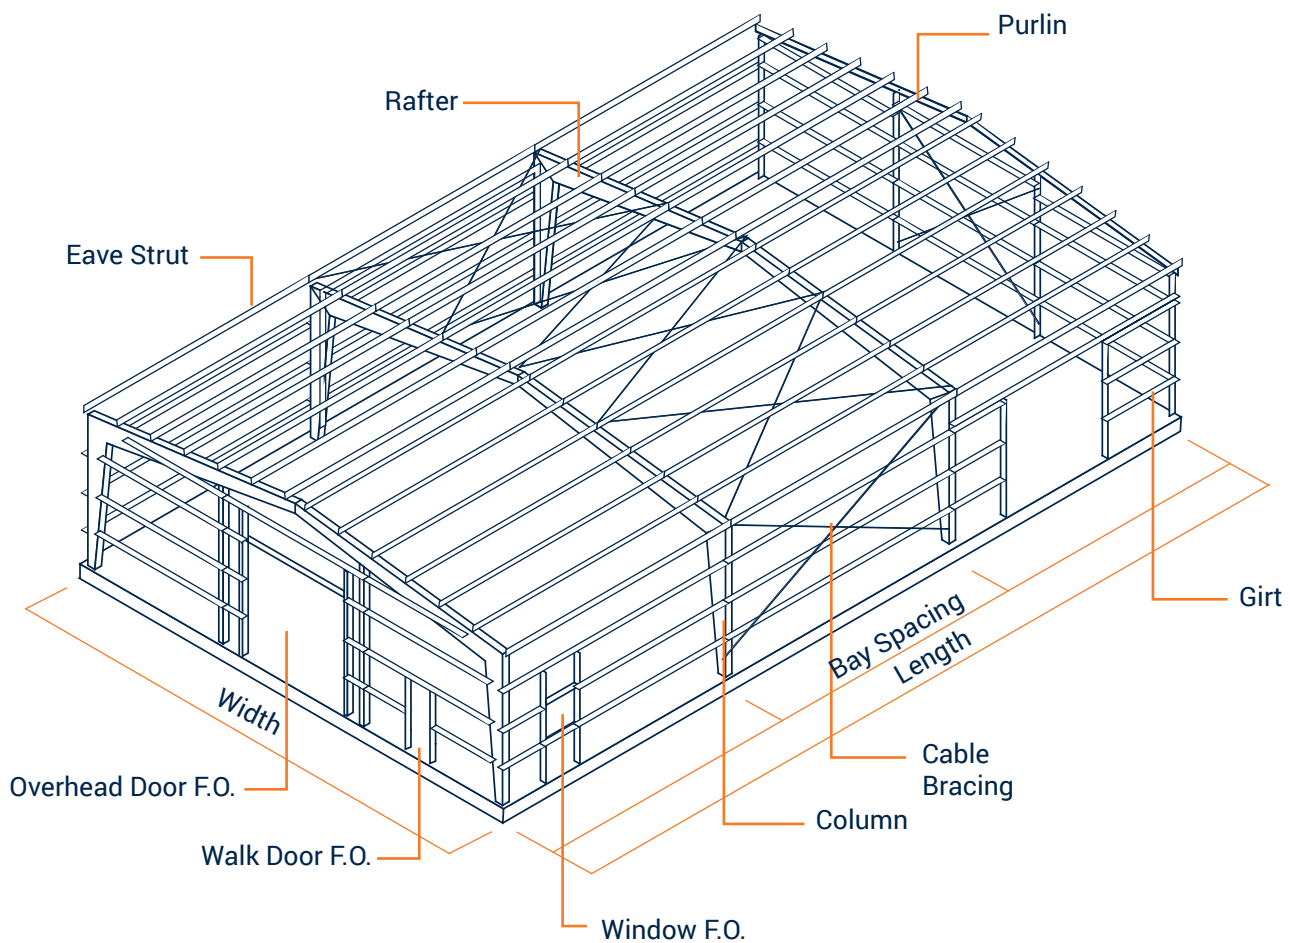 Purlin
Rafter
Eave Strut
Girt
Bay Spacing
Length
Width
Cable
Bracing
Overhead Door F.O.
Column
Walk Door F.O.
Window F.O.